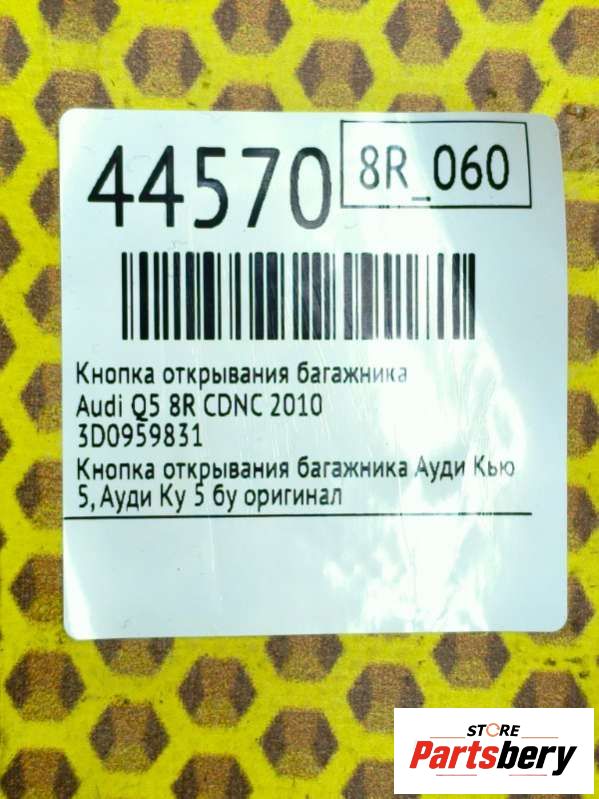 44570
8R_060
Кнопка открывания багажника
Audi Q5 8R CDNC 2010
3D0959831
Кнопка открывания багажника Ауди Кью
5, Ауди Ку 5 бу оригинал
STORE
Partsbery